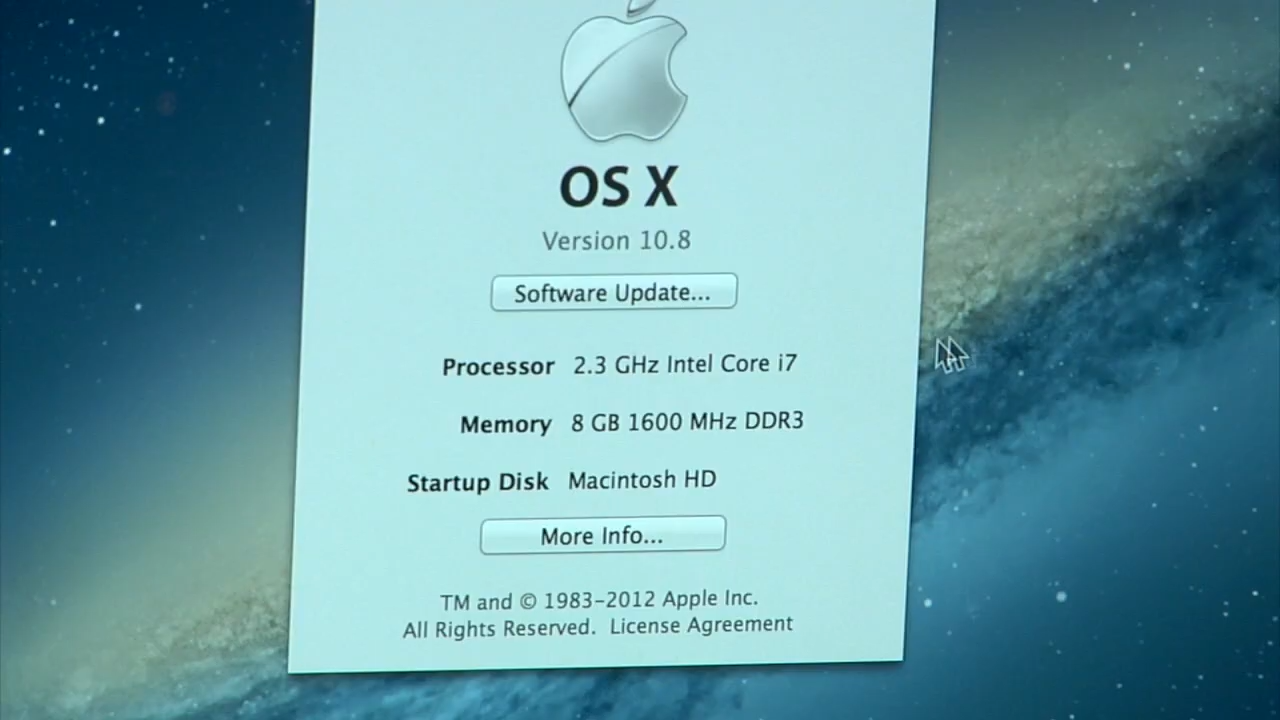 OS X
Version 10.8
Software Update...
Processor 2.3 GHz Intel Core i7
Memory 8 GB 1600 MHz DDR3
Startup Disk Macintosh HD
More Info...
TM and © 1983–2012 Apple Inc.
All Rights Reserved. License Agreement